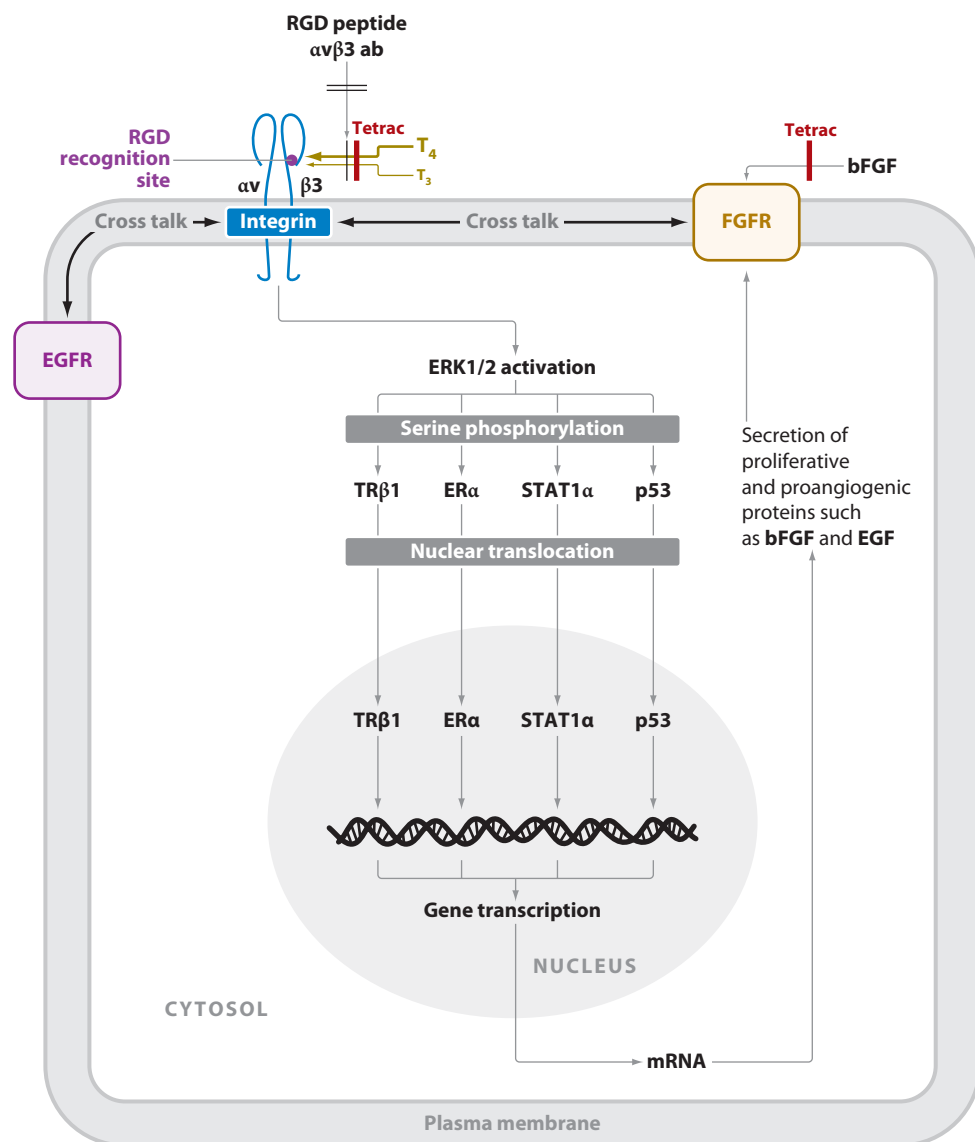 RGD peptide
αvβ3 ab
RGD
recognition
site
Tetrac
T4
T3
αv
β3
Tetrac
bFGF
Cross talk
Integrin
Cross talk
FGFR
EGFR
ERK1/2 activation
Serine phosphorylation
TRβ1
ERα
STAT1α
p53
Nuclear translocation
Secretion of
proliferative
and proangiogenic
proteins such
as bFGF and EGF
TRβ1
ERα
STAT1α
p53
Gene transcription
NUCLEUS
CYTOSOL
mRNA
Plasma membrane